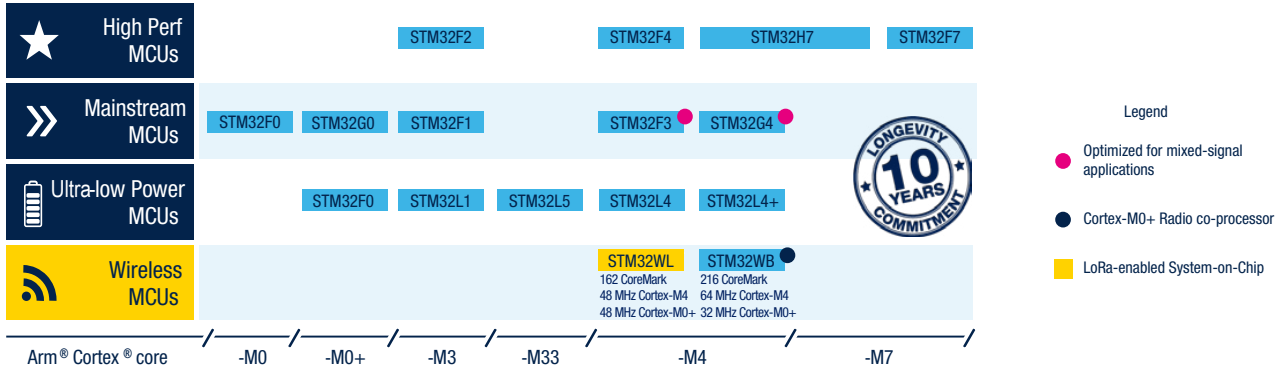 High Perf
MCUs
STM32F2
STM32F4
STM32H7
STM32F7
Mainstream
MCUs
STM32F0
STM32G0
STM32F1
STM32F3
STM32G4
Ultra-low Power
MCUs
STM32F0
STM32L1
STM32L5
STM32L4
STM32L4+
LONGEVITY
10
YEARS
COMMITMENT
Wireless
MCUs
STM32WL
162 CoreMark
48 MHz Cortex-M4
48 MHz Cortex-M0+
STM32WB
216 CoreMark
64 MHz Cortex-M4
32 MHz Cortex-M0+
Arm® Cortex® core
-M0
-M0+
-M3
-M33
-M4
-M7
Legend
Optimized for mixed-signal
applications
Cortex-M0+ Radio co-processor
LoRa-enabled System-on-Chip